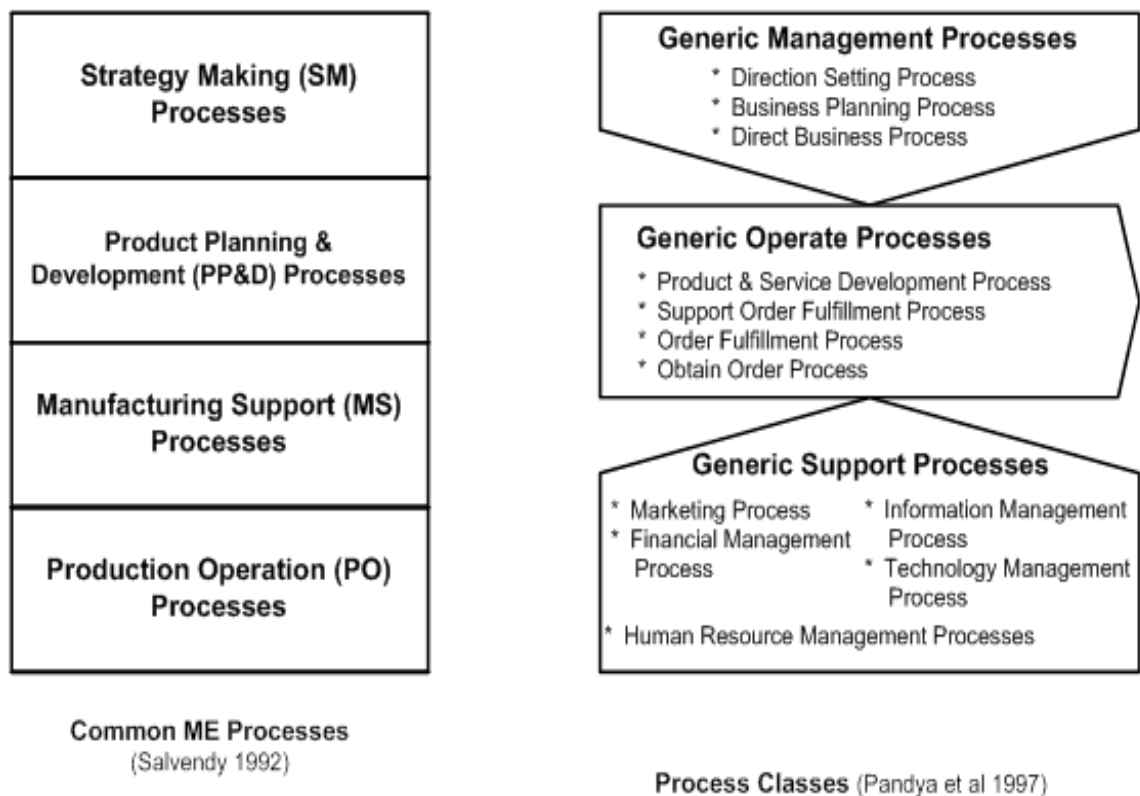 Strategy Making (SM)
Processes
Product Planning &
Development (PP&D) Processes
Manufacturing Support (MS)
Processes
Production Operation (PO)
Processes
Common ME Processes
(Salvendy 1992)
Generic Management Processes
* Direction Setting Process
* Business Planning Process
* Direct Business Process
Generic Operate Processes
* Product & Service Development Process
* Support Order Fulfillment Process
* Order Fulfillment Process
* Obtain Order Process
Generic Support Processes
* Marketing Process
* Financial Management
Process
* Information Management
Process
* Technology Management
Process
* Human Resource Management Processes
Process Classes (Pandya et al 1997)